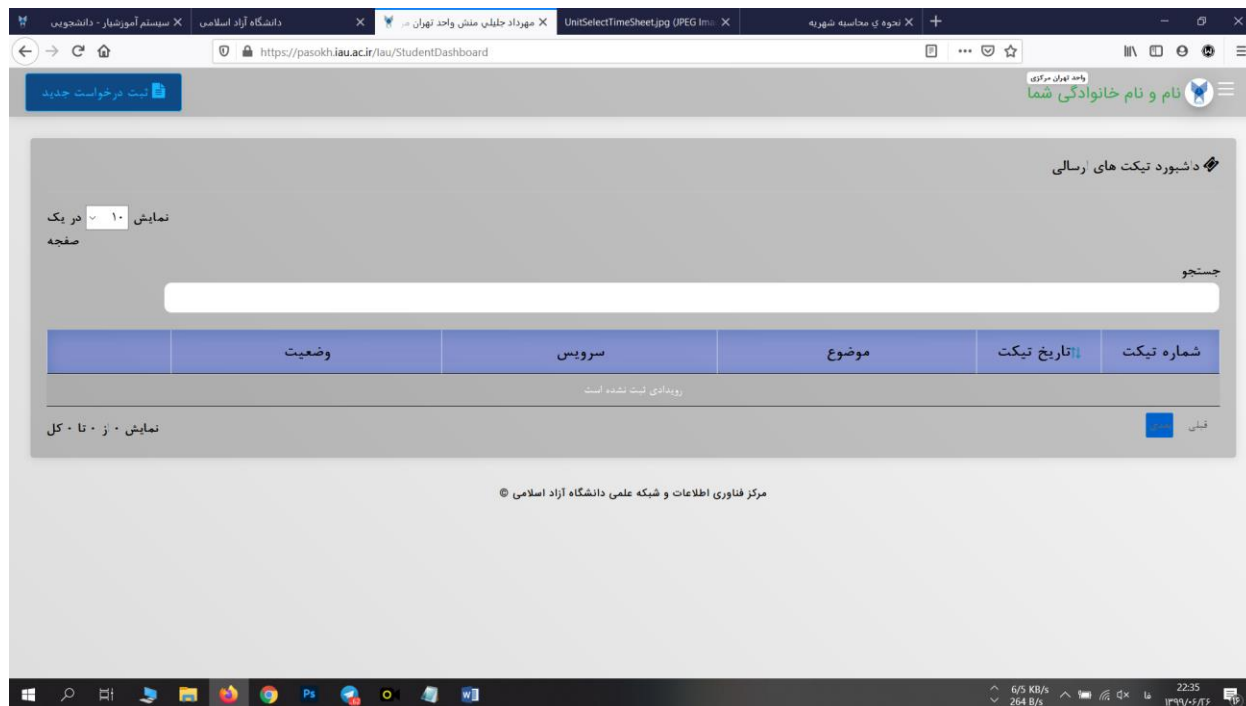 سیستم آموزشیار - دانشجویی
دانشگاه آزاد اسلامی
مهرداد جلیلی منش واحد تهران مر
UnitSelectTimeSheet.jpg (JPEG Ima
نحوه ی محاسبه شهریه
https://pasokh.iau.ac.ir/Iau/StudentDashboard
ثبت درخواست جدید
واحد تهران مرکزی
نام و نام خانوادگی شما
داشبورد تیکت های ارسالی
نمایش ۱۰ در یک
صفحه
جستجو
شماره تیکت تاریخ تیکت موضوع سرویس وضعیت
رویدادی ثبت نشده است
قبلی بعدی
نمایش ۰ از ۰ تا ۰ کل
مرکز فناوری اطلاعات و شبکه علمی دانشگاه آزاد اسلامی ©
6/5 KB/s
264 B/s
فا
22:35